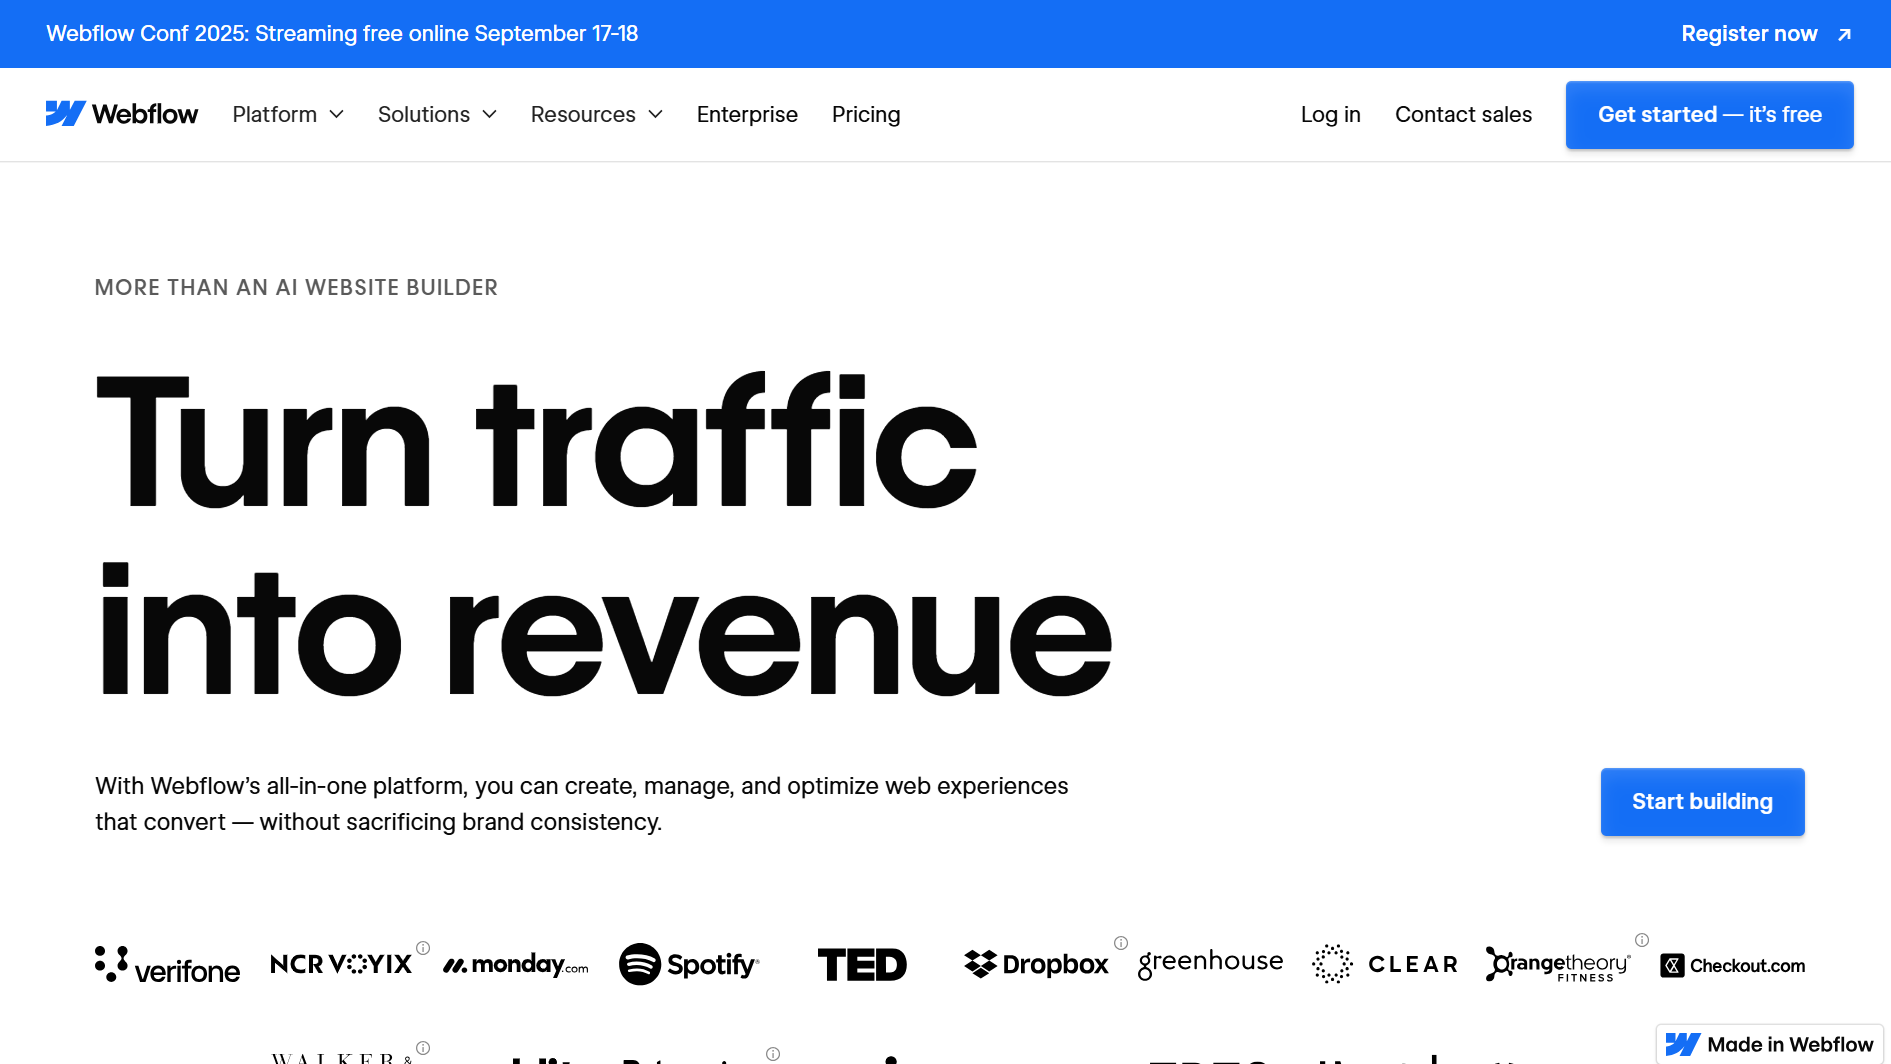 Webflow Conf 2025: Streaming free online September 17-18
Register now
Webflow
Platform
Solutions
Resources
Enterprise
Pricing
Log in
Contact sales
Get started — it's free
MORE THAN AN AI WEBSITE BUILDER
Turn traffic
into revenue
With Webflow’s all-in-one platform, you can create, manage, and optimize web experiences
that convert — without sacrificing brand consistency.
Start building
verifone
NCR VOYIX
monday.com
Spotify
TED
Dropbox
greenhouse
CLEAR
Orangetheory FITNESS
Checkout.com
WALKER &
Made in Webflow